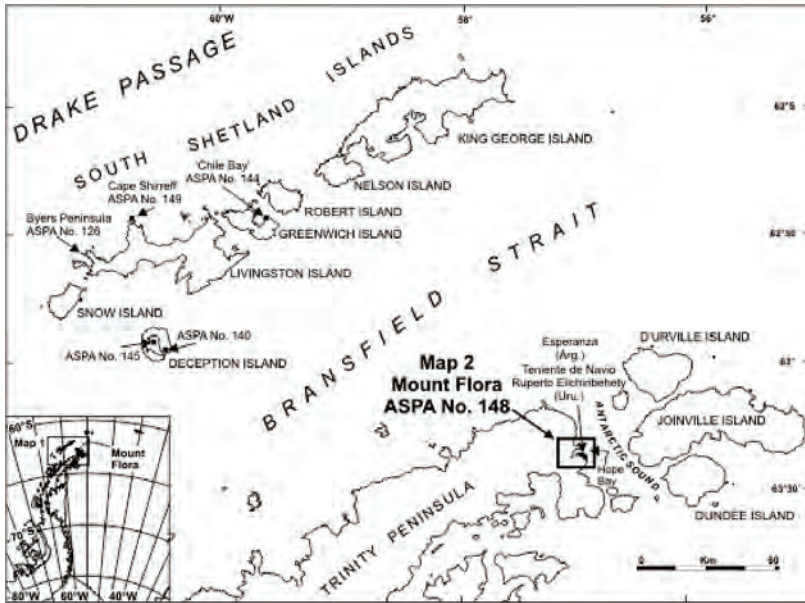 60°W
58°
56°
DRAKE PASSAGE
SOUTH SHETLAND ISLANDS
62°S
KING GEORGE ISLAND
'Chile Bay'
ASPA No. 144
NELSON ISLAND
Cape Shirreff
ASPA No. 149
ROBERT ISLAND
Byers Peninsula
ASPA No. 126
GREENWICH ISLAND
62°30
LIVINGSTON ISLAND
BRANSFIELD STRAIT
SNOW ISLAND
ASPA No. 140
ASPA No. 145
DECEPTION ISLAND
Esperanza
(Arg.)
Teniente de Navio
Ruperto Elichiribehety
(Uru.)
D'URVILLE ISLAND
Map 2
Mount Flora
ASPA No. 148
ANTARCTIC SOUND
JOINVILLE ISLAND
Hope
Bay
63°30
DUNDEE ISLAND
TRINITY PENINSULA
0 Km
60°S
Map 1
Mount
Flora
70°S
80°W 60°W 40°W